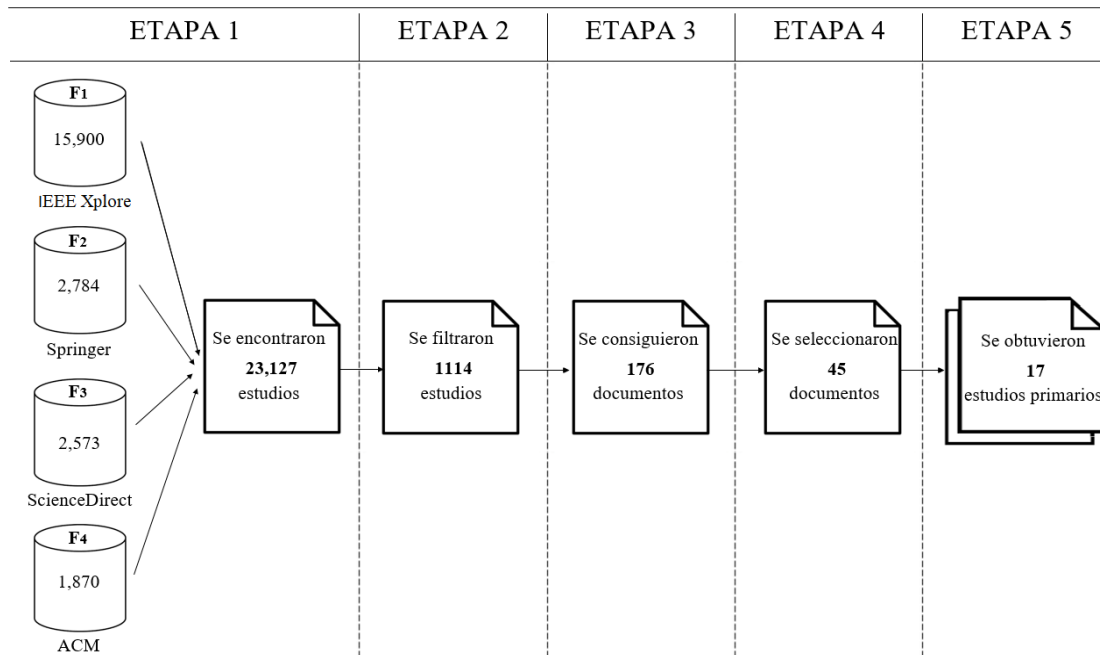 ETAPA 1
ETAPA 2
ETAPA 3
ETAPA 4
ETAPA 5
F1
15,900
IEEE Xplore
F2
2,784
Springer
F3
2,573
ScienceDirect
F4
1,870
ACM
Se encontraron
23,127
estudios
Se filtraron
1114
estudios
Se consiguieron
176
documentos
Se seleccionaron
45
documentos
Se obtuvieron
17
estudios primarios